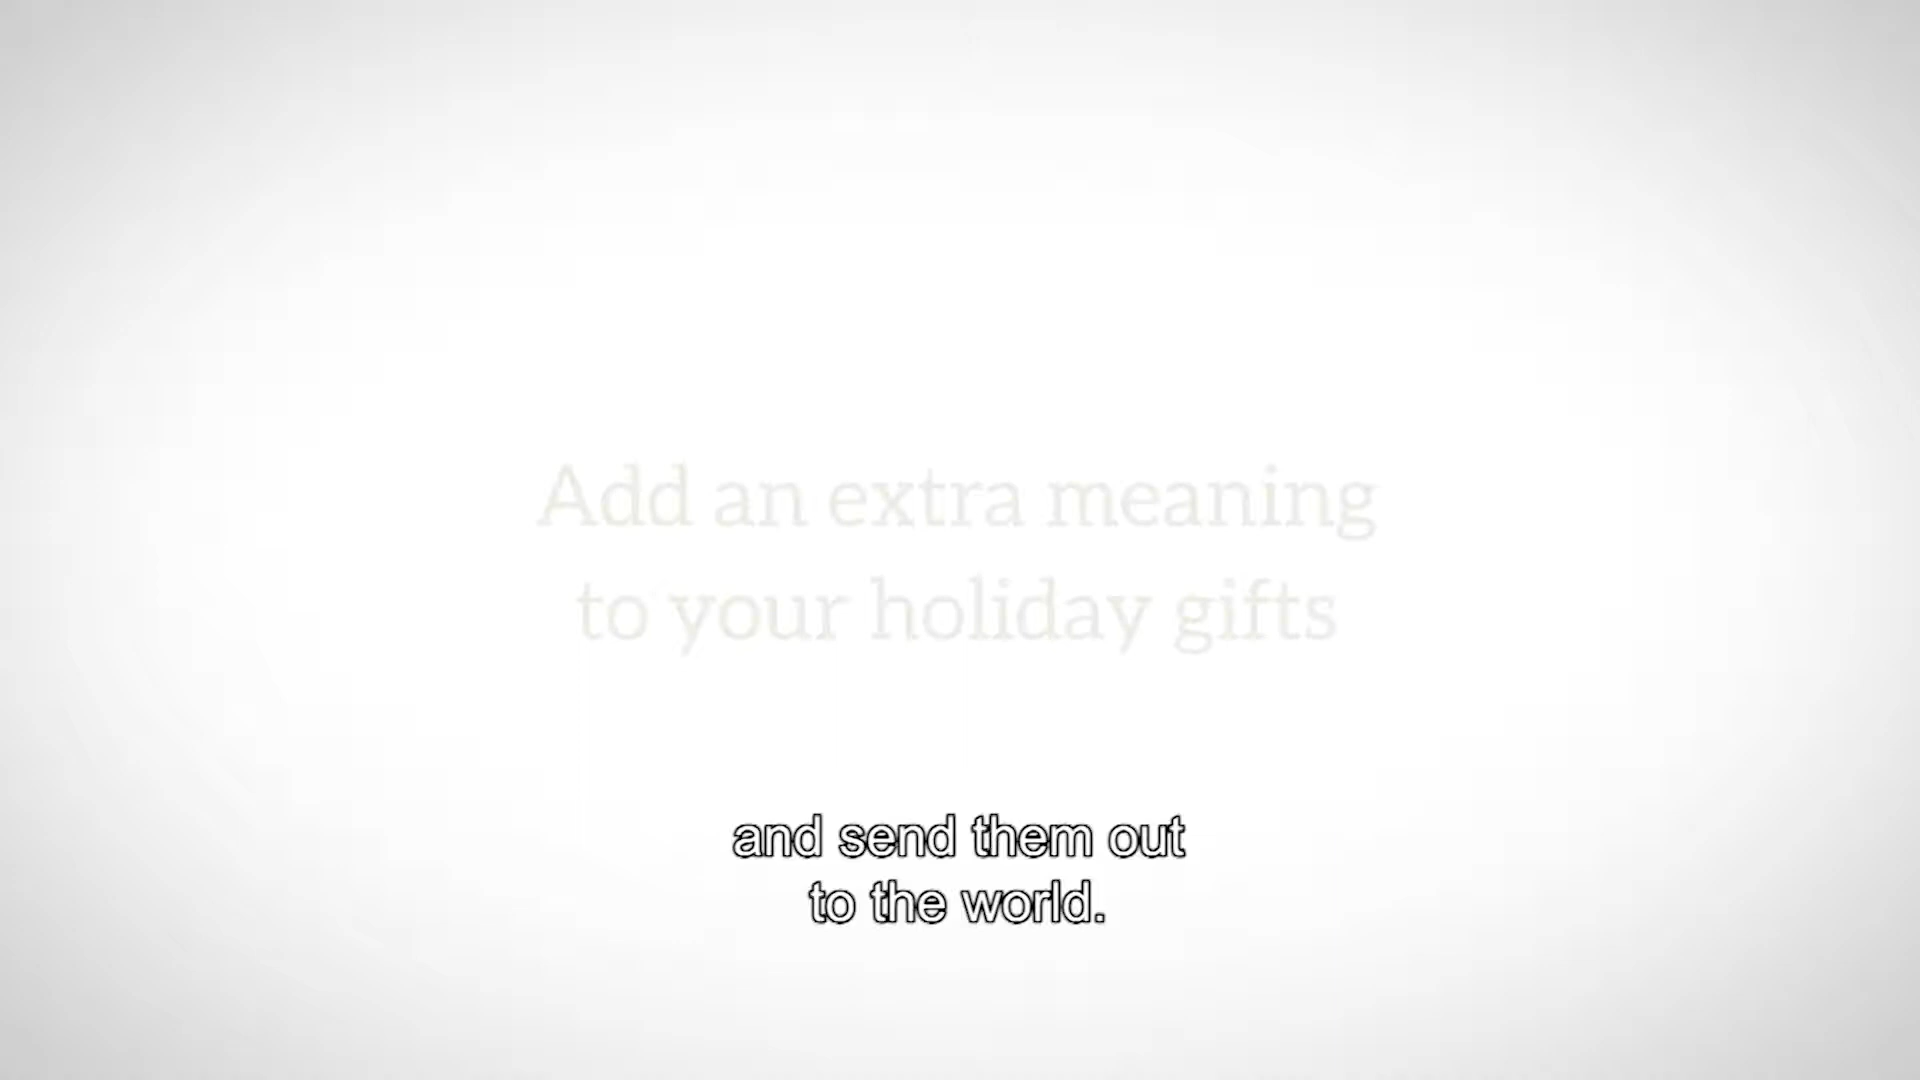 Add an extra meaning
to your holiday gifts
and send them out
to the world.